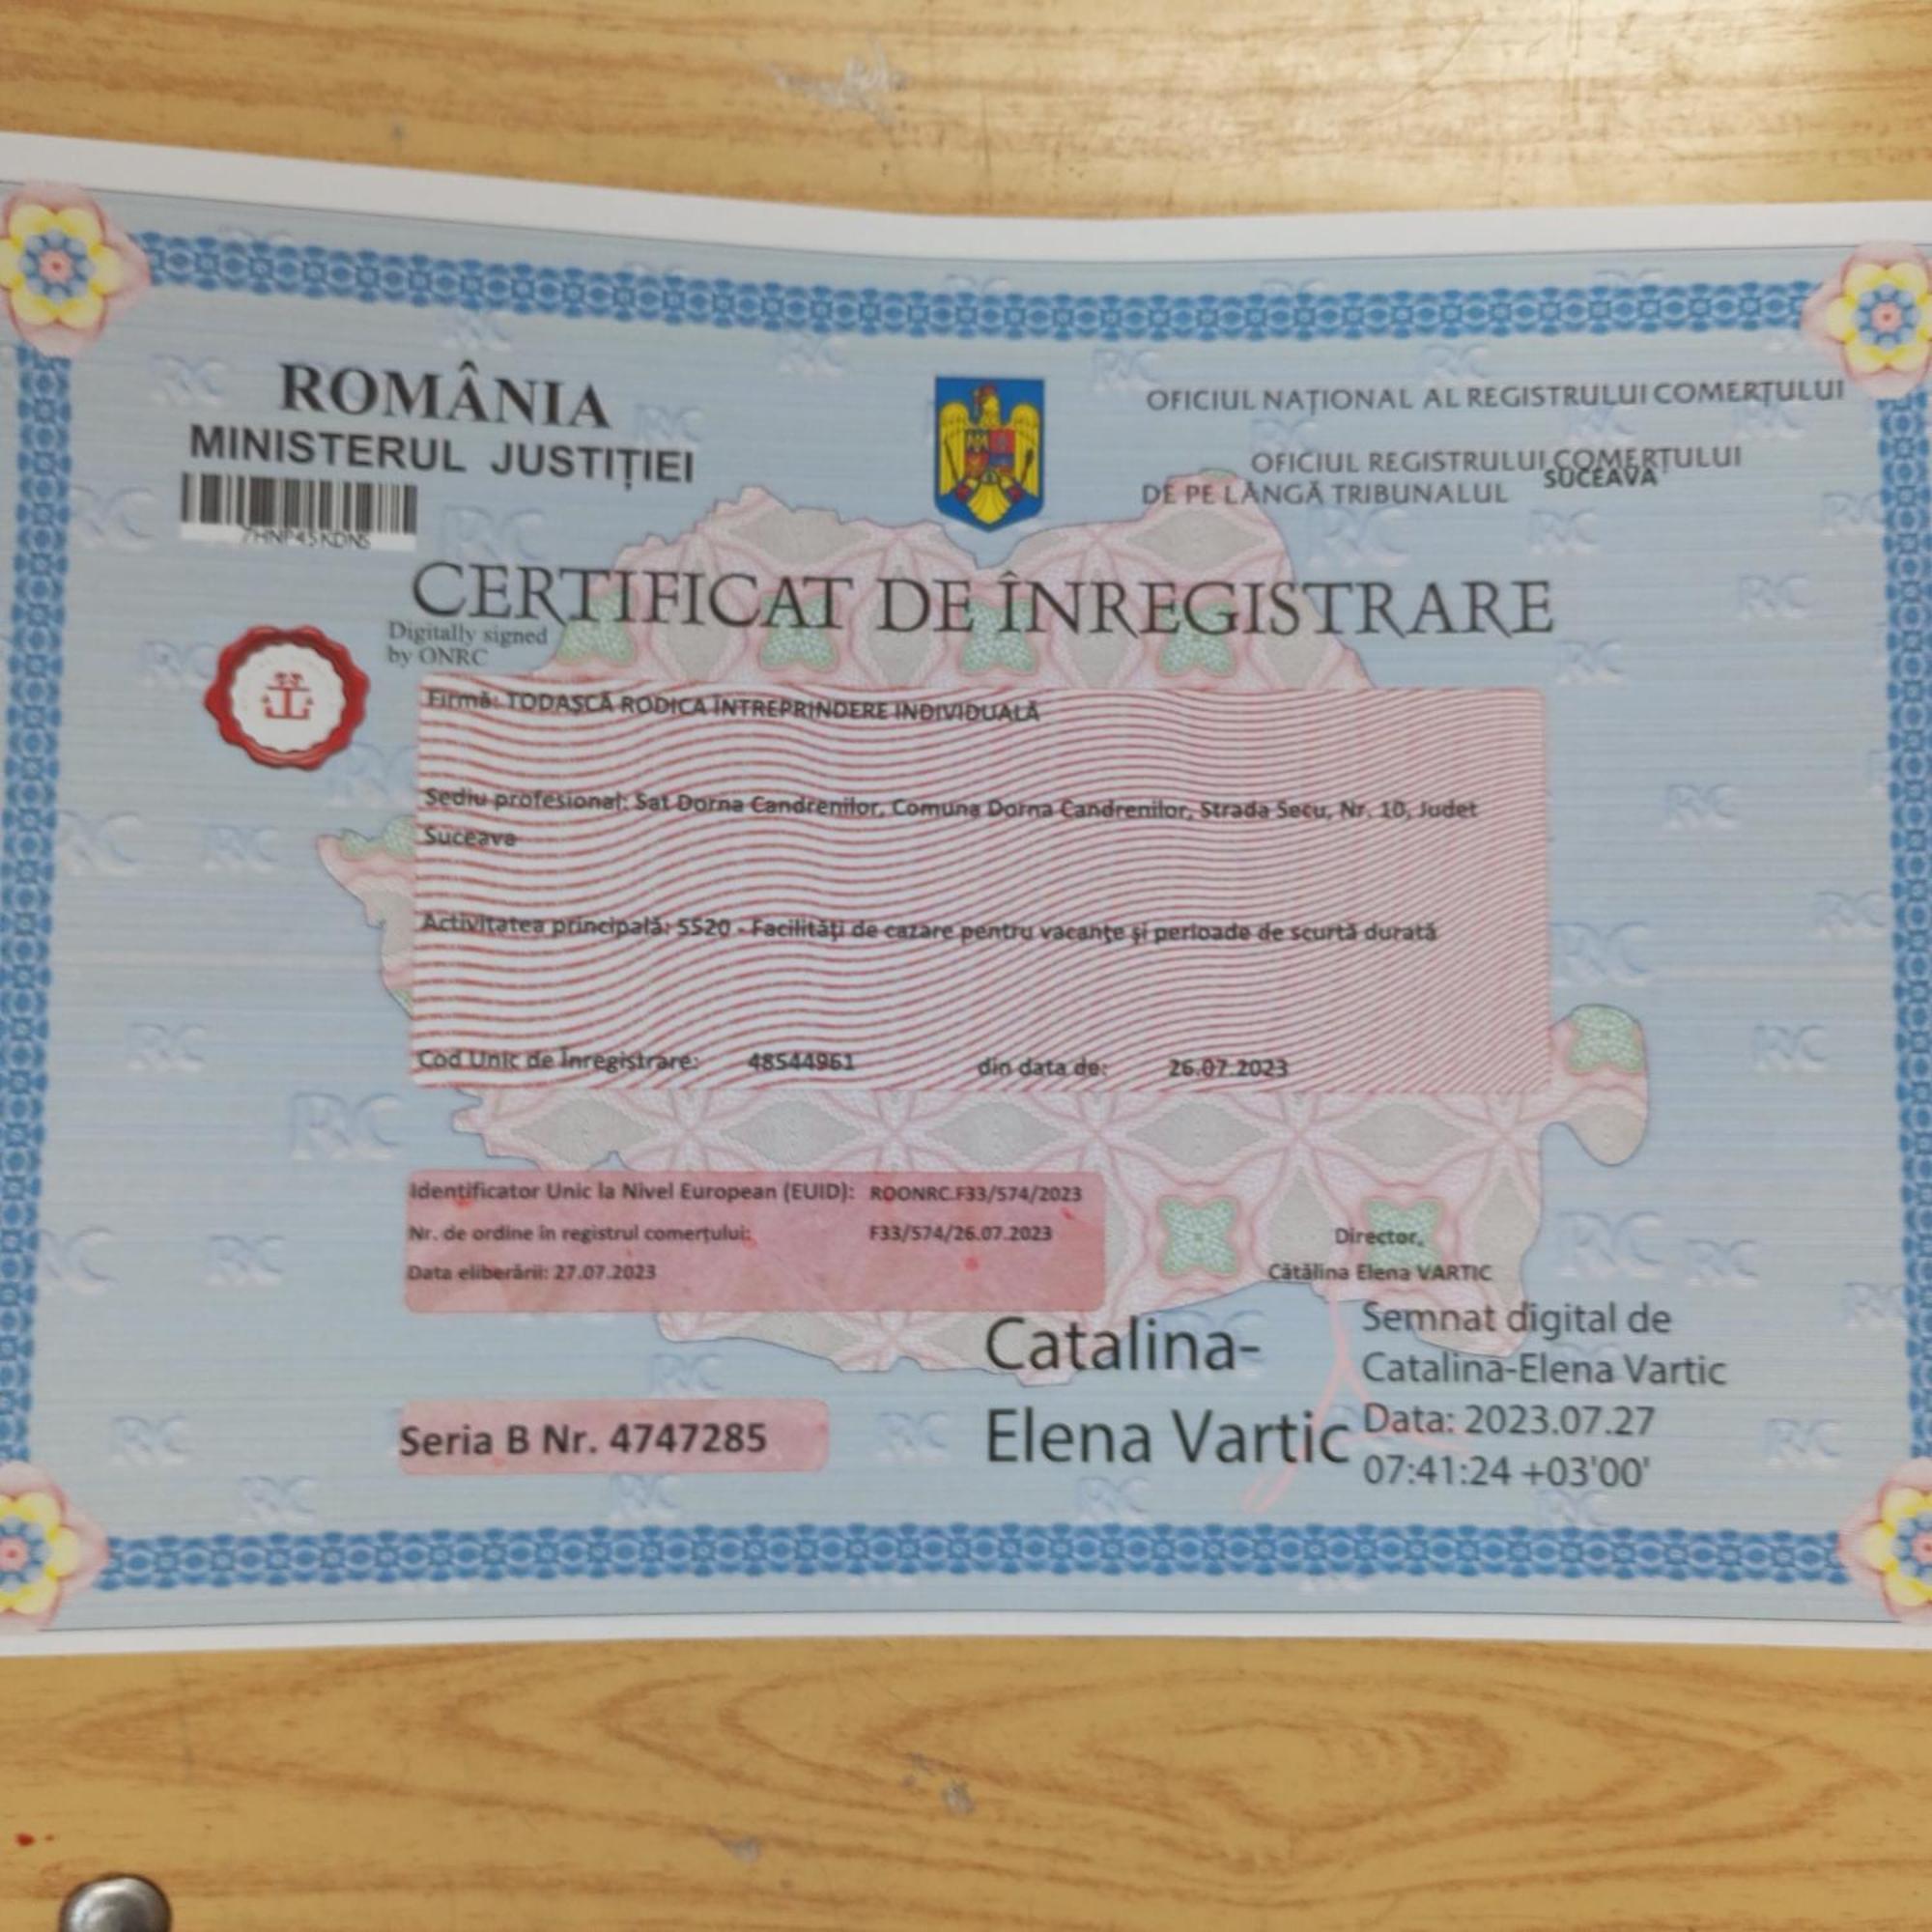 ROMÂNIA
MINISTERUL JUSTIȚIEI
OFICIUL NAȚIONAL AL REGISTRULUI COMERȚULUI
OFICIUL REGISTRULUI COMERȚULUI
DE PE LÂNGĂ TRIBUNALUL SUCEAVA
CERTIFICAT DE ÎNREGISTRARE
Digitally signed
by ONRC
Firmă: TODAȘCĂ RODICA ÎNTREPRINDERE INDIVIDUALĂ
Sediu profesional: Sat Dorna Candrenilor, Comuna Dorna Candrenilor, Strada Secu, Nr. 10, Judet
Suceava
Activitatea principală: 5520 - Facilităţi de cazare pentru vacanţe şi perioade de scurtă durată
Cod Unic de Înregistrare: 48544961 din data de: 26.07.2023
Identificator Unic la Nivel European (EUID): ROONRC.F33/574/2023
Nr. de ordine în registrul comerțului: F33/574/26.07.2023
Data eliberării: 27.07.2023
Director,
Cătălina Elena VARTIC
Catalina-
Elena Vartic
Semnat digital de
Catalina-Elena Vartic
Data: 2023.07.27
07:41:24 +03'00'
Seria B Nr. 4747285